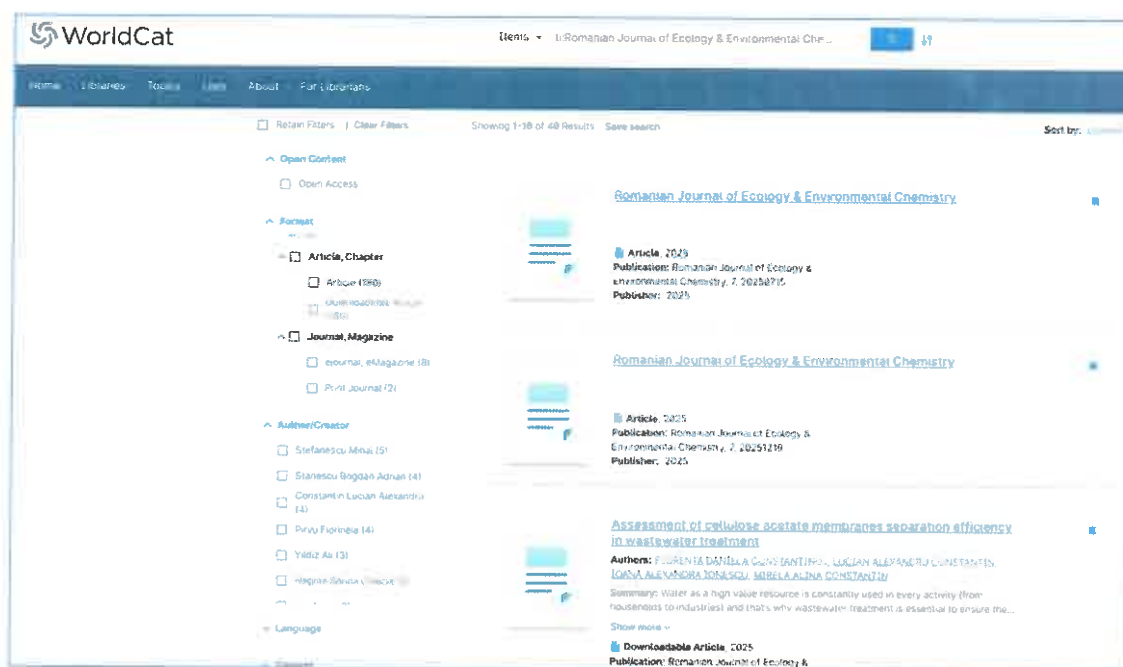 WorldCat
Items
Romanian Journal of Ecology & Environmental Che...
Home Libraries Topics Lists About For Librarians
Retain Filters | Clear Filters
Showing 1-10 of 40 Results Save search
Sort by:
Open Content
Open Access
Format
Article, Chapter
Article
Downloadable
Journal, Magazine
eJournal, eMagazine (8)
Print Journal (2)
Author/Creator
Stefanescu Mihai (5)
Stanescu Bogdan Adrian (4)
Constantin Lucian Alexandru
(4)
Pirvu Florinela (4)
Yildiz Ali (3)
Language
Romanian Journal of Ecology & Environmental Chemistry
Article, 2025
Publication: Romanian Journal of Ecology &
Environmental Chemistry, 7, 20250715
Publisher: 2025
Romanian Journal of Ecology & Environmental Chemistry
Article, 2025
Publication: Romanian Journal of Ecology &
Environmental Chemistry, 7, 20251219
Publisher: 2025
Assessment of cellulose acetate membranes separation efficiency
in wastewater treatment
Authors: DANIELA LUCIAN ALEXANDRU CONSTANTIN,
IOANA ALEXANDRA IONESCU, MIRELA ALINA CONSTANTIN
Summary: Water as a high value resource is constantly used in every activity (from
households to industries) and that's why wastewater treatment is essential to ensure the...
Show more
Downloadable Article, 2025
Publication: Romanian Journal of Ecology &